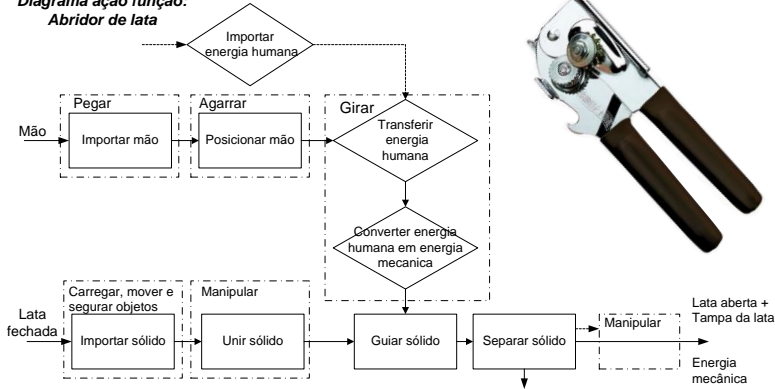 Diagrama ação função:
Abridor de lata
Importar
energia humana
Pegar
Agarrar
Girar
Mão
Importar mão
Posicionar mão
Transferir
energia
humana
Converter energia
humana em energia
mecanica
Carregar, mover e
segurar objetos
Manipular
Lata
fechada
Importar sólido
Unir sólido
Guiar sólido
Separar sólido
Manipular
Lata aberta +
Tampa da lata
Energia
mecânica